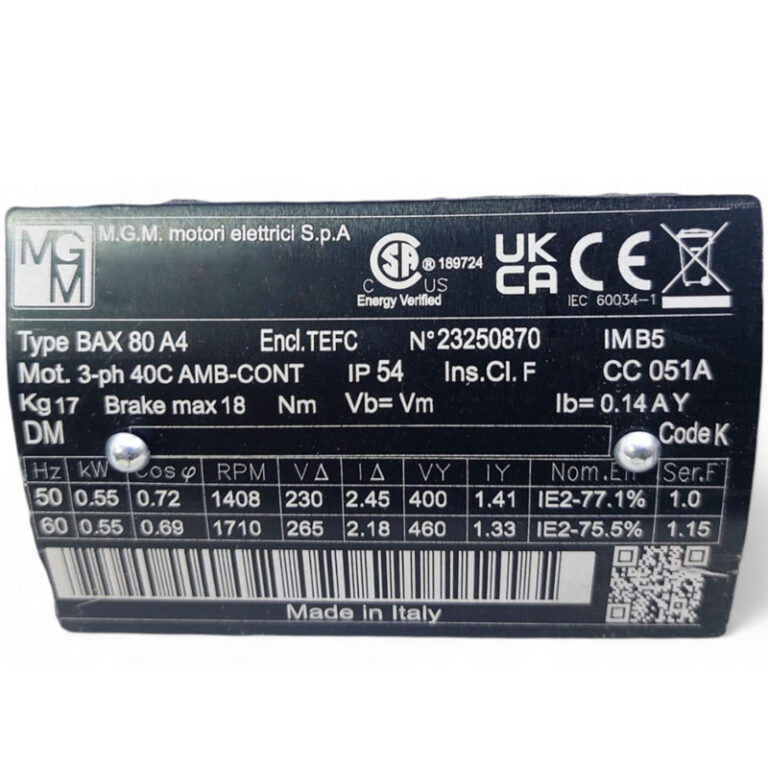 MGM M.G.M. motori elettrici S.p.A
CSA ® 189724
C US
Energy Verified
UK
CA
CE
IEC 60034-1
Type BAX 80 A4 Encl.TEFC N°23250870 IM B5
Mot. 3-ph 40C AMB-CONT IP 54 Ins.Cl. F CC 051A
Kg 17 Brake max 18 Nm Vb= Vm Ib= 0.14 A Y
DM Code K
Hz kW Cos φ RPM V Δ I Δ V Y I Y Nom.Eff Ser.F
50 0.55 0.72 1408 230 2.45 400 1.41 IE2-77.1% 1.0
60 0.55 0.69 1710 265 2.18 460 1.33 IE2-75.5% 1.15
Made in Italy